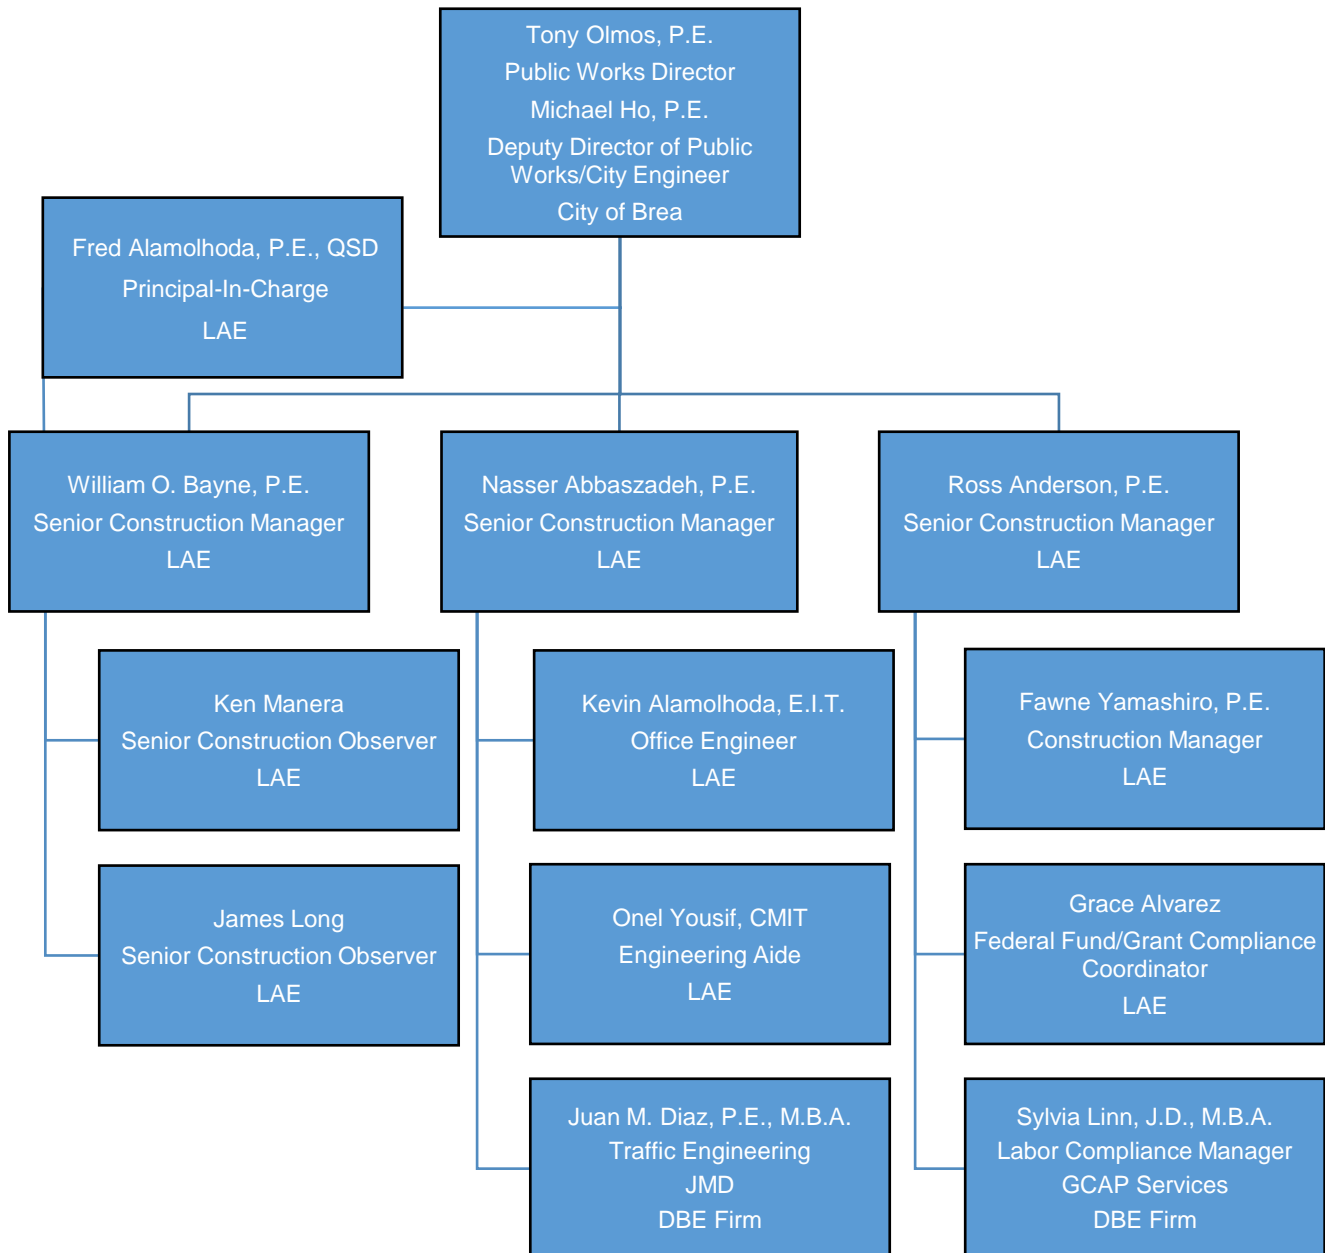 Tony Olmos, P.E.
Public Works Director
Michael Ho, P.E.
Deputy Director of Public
Works/City Engineer
City of Brea
Fred Alamolhoda, P.E., QSD
Principal-In-Charge
LAE
William O. Bayne, P.E.
Senior Construction Manager
LAE
Nasser Abbaszadeh, P.E.
Senior Construction Manager
LAE
Ross Anderson, P.E.
Senior Construction Manager
LAE
Ken Manera
Senior Construction Observer
LAE
Kevin Alamolhoda, E.I.T.
Office Engineer
LAE
Fawne Yamashiro, P.E.
Construction Manager
LAE
James Long
Senior Construction Observer
LAE
Onel Yousif, CMIT
Engineering Aide
LAE
Grace Alvarez
Federal Fund/Grant Compliance
Coordinator
LAE
Juan M. Diaz, P.E., M.B.A.
Traffic Engineering
JMD
DBE Firm
Sylvia Linn, J.D., M.B.A.
Labor Compliance Manager
GCAP Services
DBE Firm